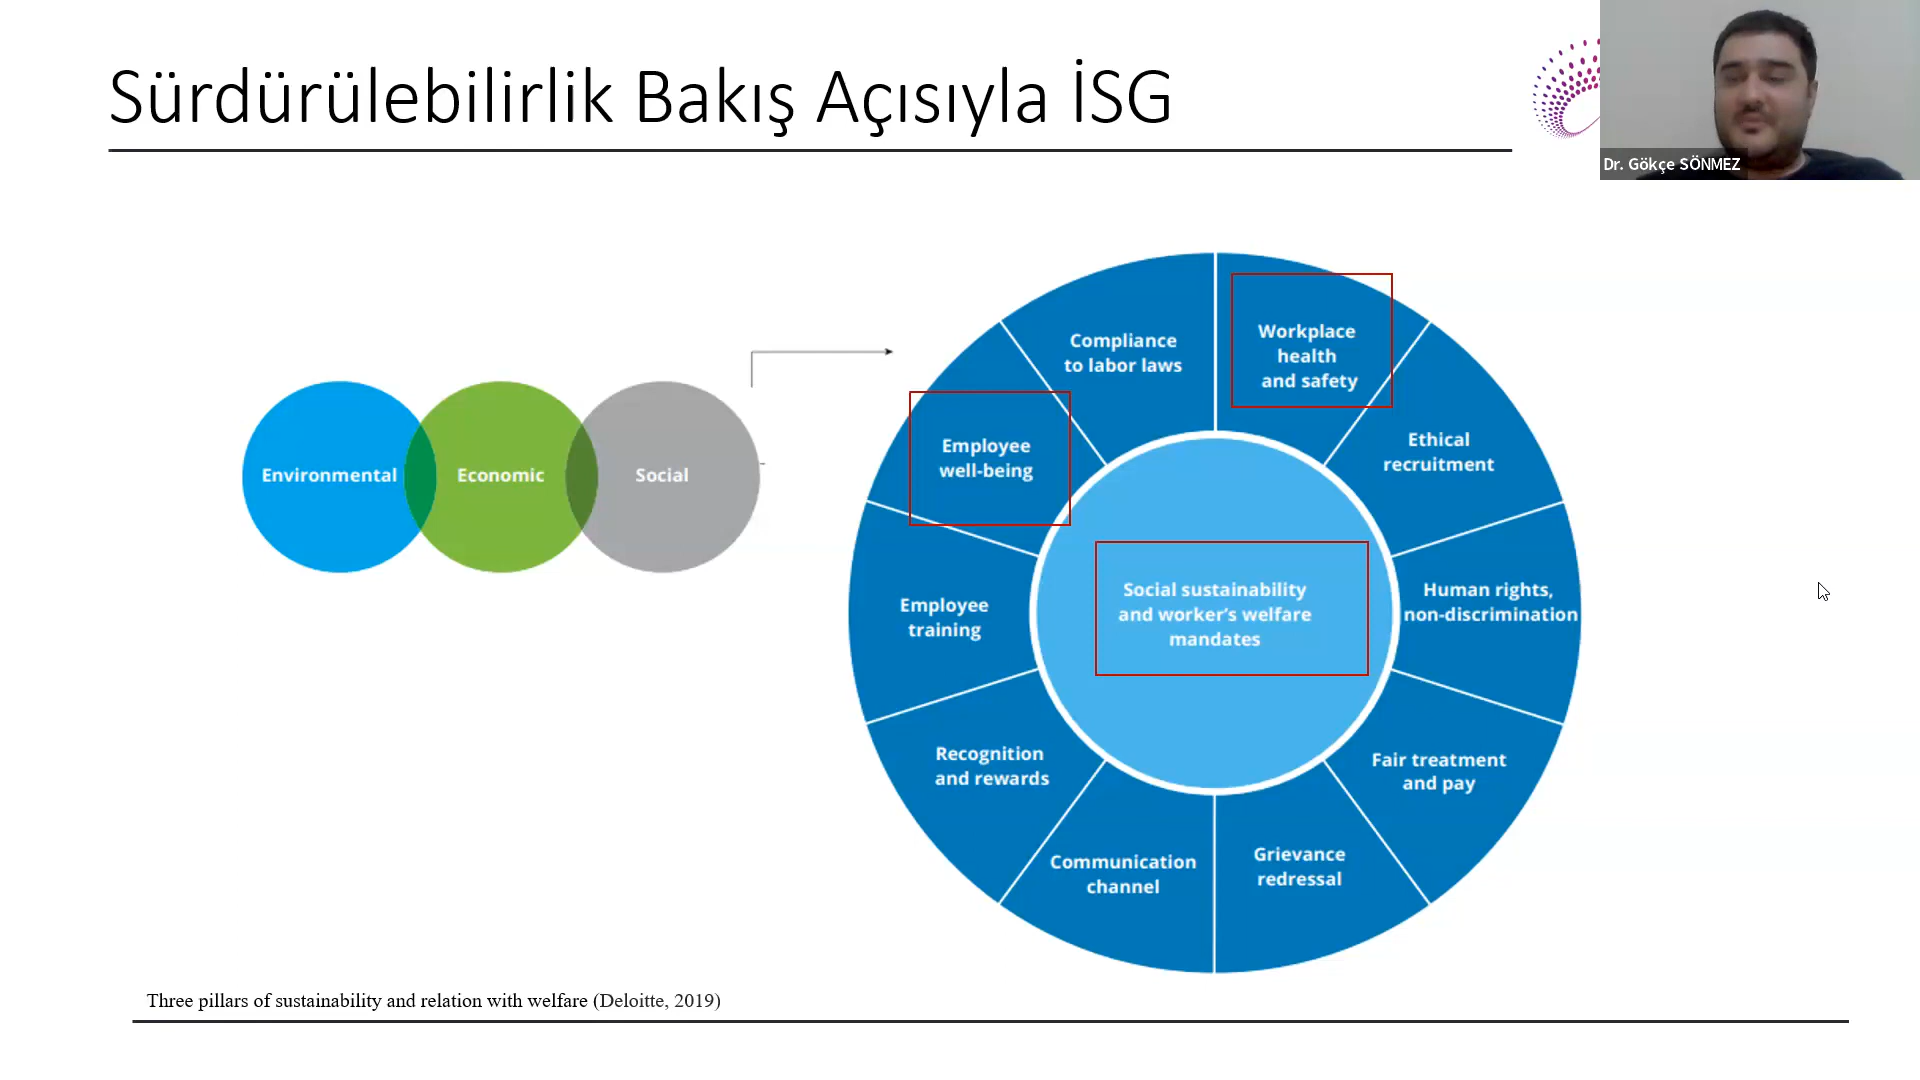 Sürdürülebilirlik Bakış Açısıyla İSG
Dr. Gökçe SÖNMEZ
Environmental
Economic
Social
Workplace
health
and safety
Ethical
recruitment
Human rights,
non-discrimination
Fair treatment
and pay
Grievance
redressal
Communication
channel
Recognition
and rewards
Employee
training
Employee
well-being
Compliance
to labor laws
Social sustainability
and worker’s welfare
mandates
Three pillars of sustainability and relation with welfare (Deloitte, 2019)